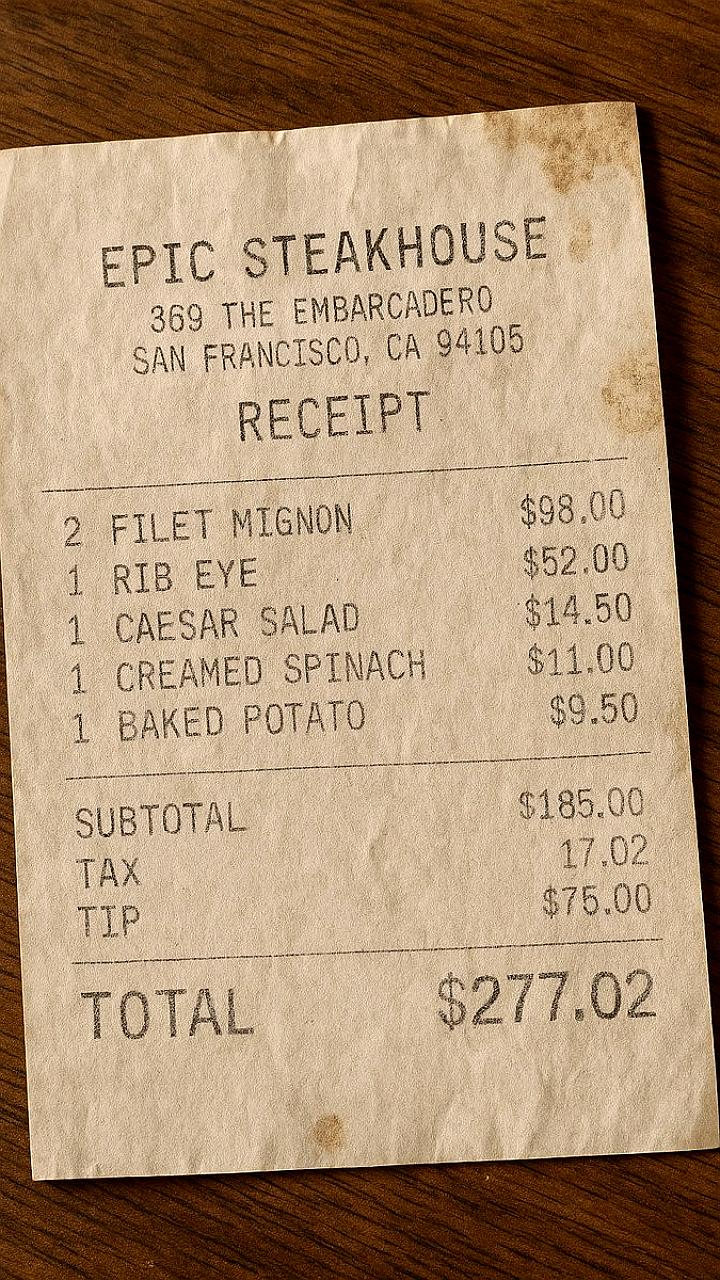 EPIC STEAKHOUSE
369 THE EMBARCADERO
SAN FRANCISCO, CA 94105
RECEIPT
2 FILET MIGNON $98.00
1 RIB EYE $52.00
1 CAESAR SALAD $14.50
1 CREAMED SPINACH $11.00
1 BAKED POTATO $9.50
SUBTOTAL $185.00
TAX 17.02
TIP $75.00
TOTAL $277.02